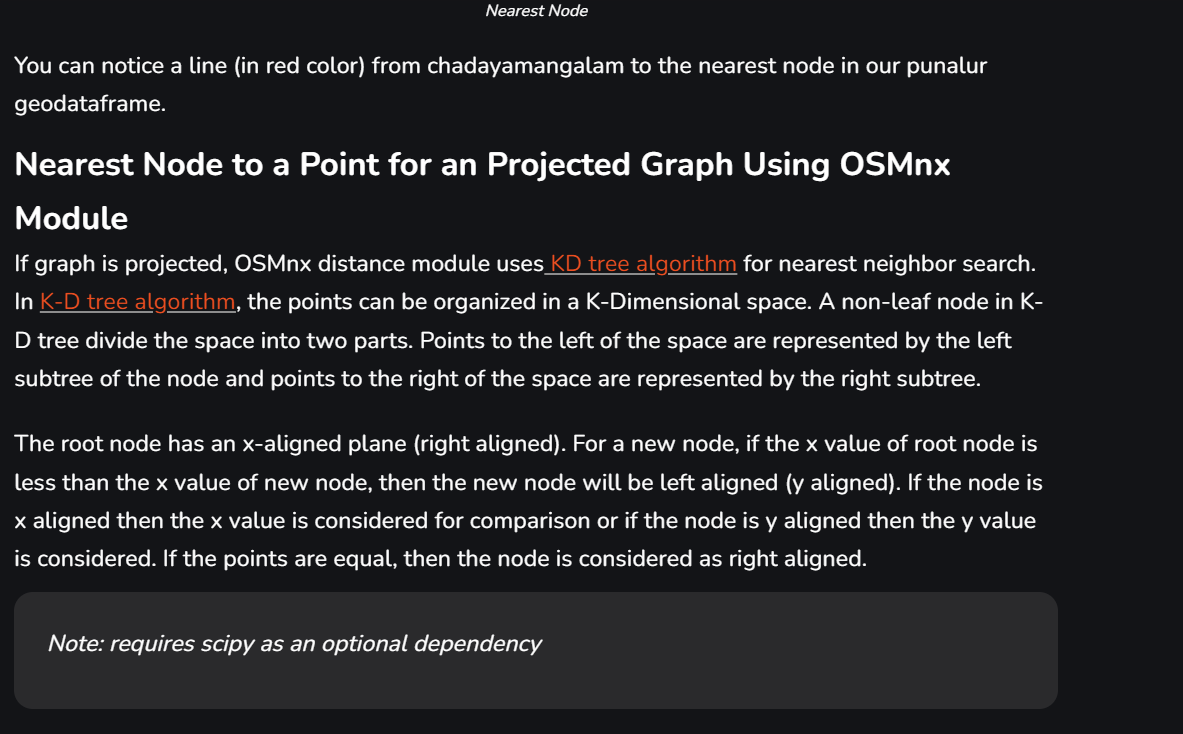 Nearest Node
You can notice a line (in red color) from chadayamangalam to the nearest node in our punalur
geodataframe.
Nearest Node to a Point for an Projected Graph Using OSMnx
Module
If graph is projected, OSMnx distance module uses KD tree algorithm for nearest neighbor search.
In K-D tree algorithm, the points can be organized in a K-Dimensional space. A non-leaf node in K-
D tree divide the space into two parts. Points to the left of the space are represented by the left
subtree of the node and points to the right of the space are represented by the right subtree.
The root node has an x-aligned plane (right aligned). For a new node, if the x value of root node is
less than the x value of new node, then the new node will be left aligned (y aligned). If the node is
x aligned then the x value is considered for comparison or if the node is y aligned then the y value
is considered. If the points are equal, then the node is considered as right aligned.
Note: requires scipy as an optional dependency